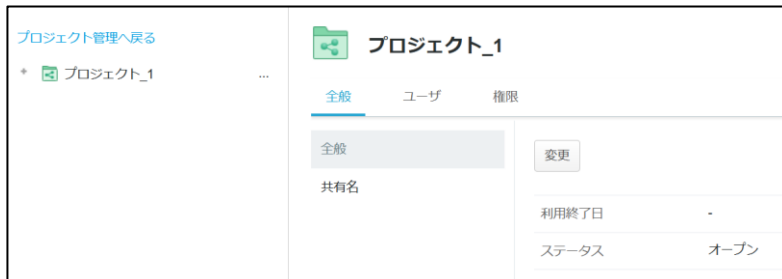 プロジェクト管理へ戻る
プロジェクト_1
...
プロジェクト_1
全般
ユーザ
権限
全般
共有名
変更
利用終了日
-
ステータス
オープン